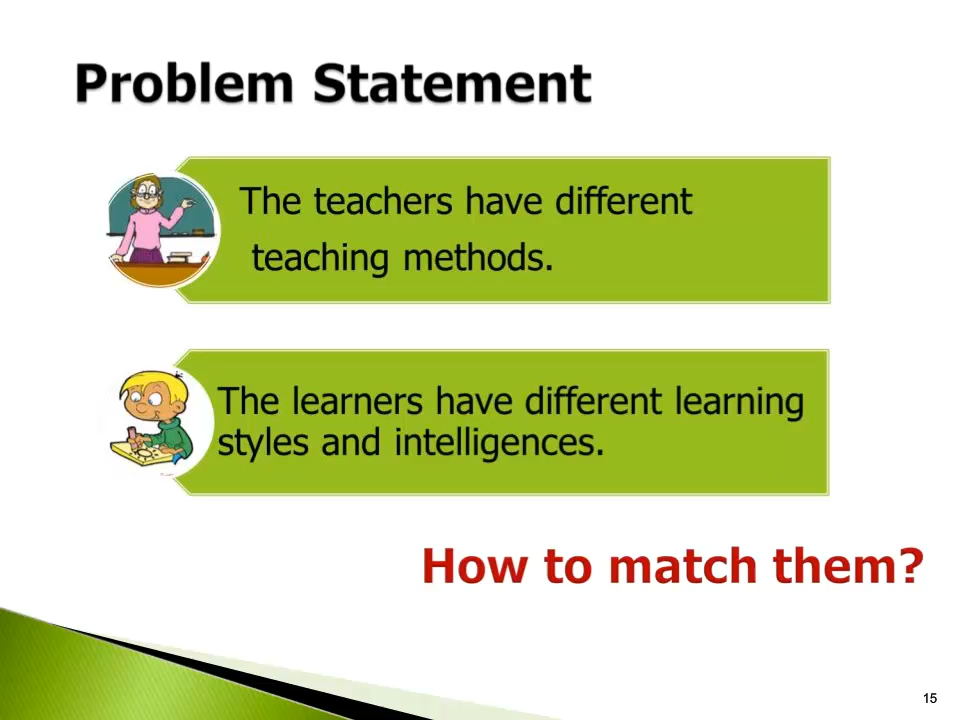 Problem Statement
The teachers have different
teaching methods.
The learners have different learning
styles and intelligences.
How to match them?
15